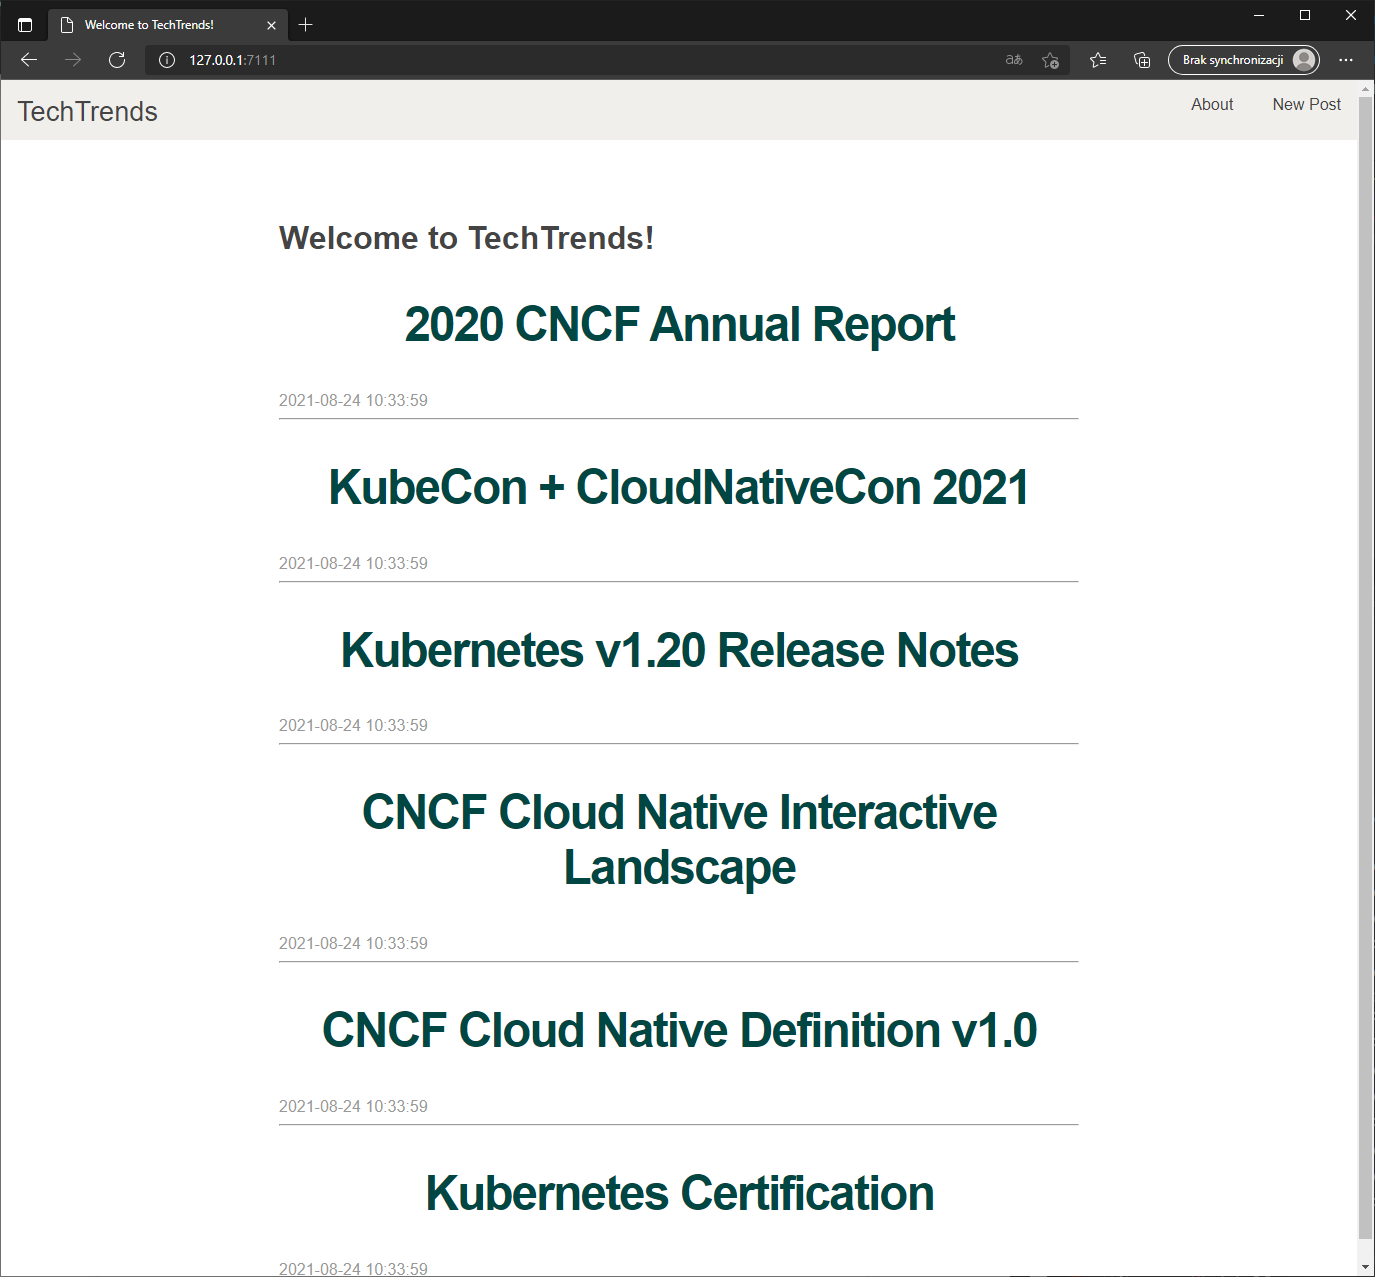 Welcome to TechTrends!
127.0.0.1:7111
aあ
Brak synchronizacji
TechTrends
About
New Post
Welcome to TechTrends!
2020 CNCF Annual Report
2021-08-24 10:33:59
KubeCon + CloudNativeCon 2021
2021-08-24 10:33:59
Kubernetes v1.20 Release Notes
2021-08-24 10:33:59
CNCF Cloud Native Interactive
Landscape
2021-08-24 10:33:59
CNCF Cloud Native Definition v1.0
2021-08-24 10:33:59
Kubernetes Certification
2021-08-24 10:33:59